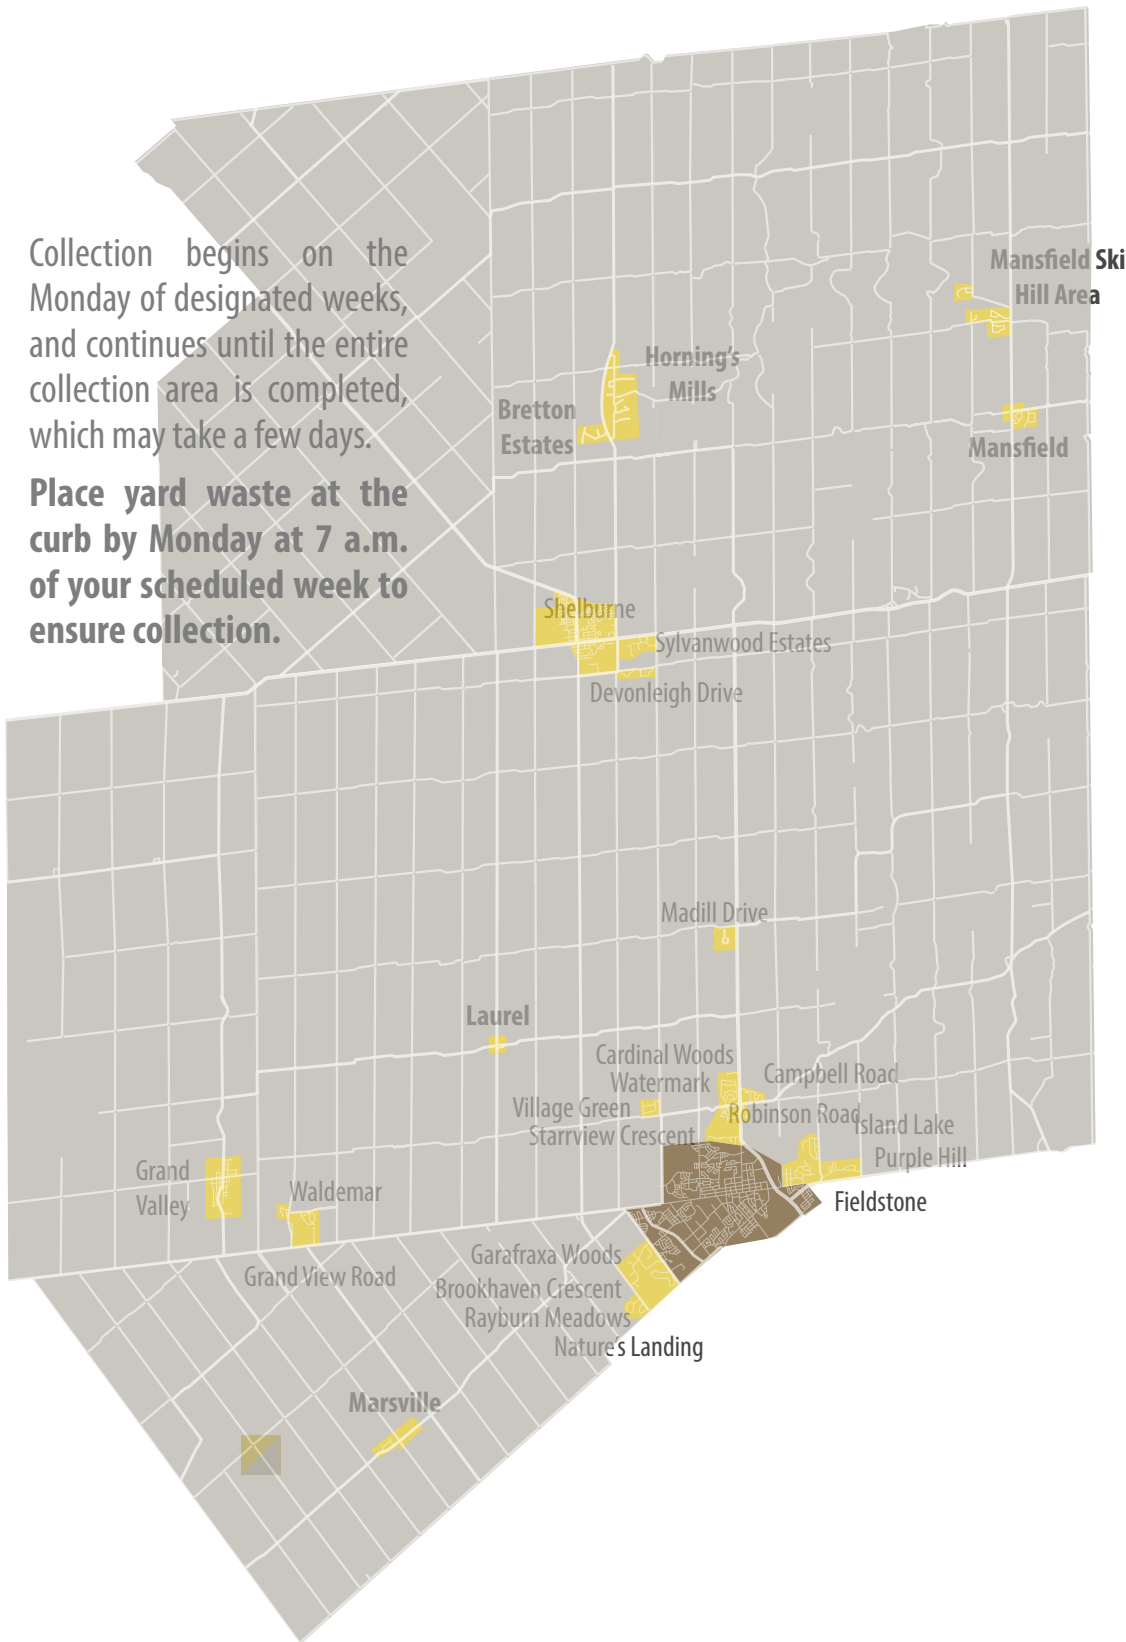 Collection begins on the
Monday of designated weeks,
and continues until the entire
collection area is completed,
which may take a few days.
Place yard waste at the
curb by Monday at 7 a.m.
of your scheduled week to
ensure collection.
Mansfield Ski
Hill Area
Horning's
Mills
Bretton
Estates
Mansfield
Shelburne
Sylvanwood Estates
Devonleigh Drive
Madill Drive
Laurel
Cardinal Woods
Watermark
Campbell Road
Village Green
Robinson Road
Starrview Crescent
Island Lake
Purple Hill
Grand
Valley
Waldemar
Fieldstone
Grand View Road
Garafraxa Woods
Brookhaven Crescent
Rayburn Meadows
Nature's Landing
Marsville